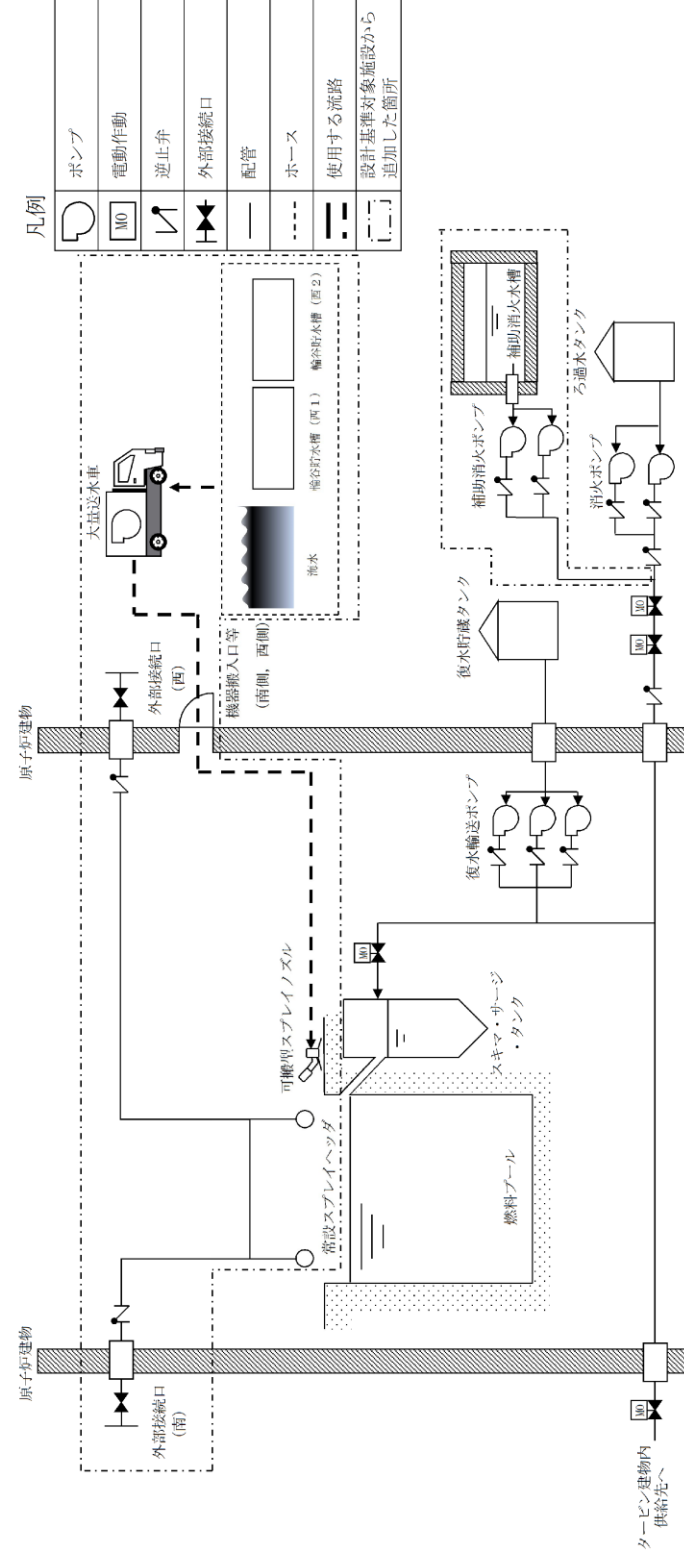 凡例
ポンプ
MO
電動作動
逆止弁
外部接続口
配管
ホース
使用する流路
設計基準対象施設から
追加した箇所
原子炉建物
原子炉建物
外部接続口
(南)
外部接続口
(西)
大量送水車
機器搬入口等
(南側，西側)
海水
輪谷貯水槽（西１）
輪谷貯水槽（西２）
可搬型スプレイノズル
常設スプレイヘッダ
燃料プール
スキマ・サージ
・タンク
MO
復水輸送ポンプ
復水貯蔵タンク
補助消火ポンプ
補助消火水槽
消火ポンプ
ろ過水タンク
MO
MO
MO
タービン建物内
供給先へ